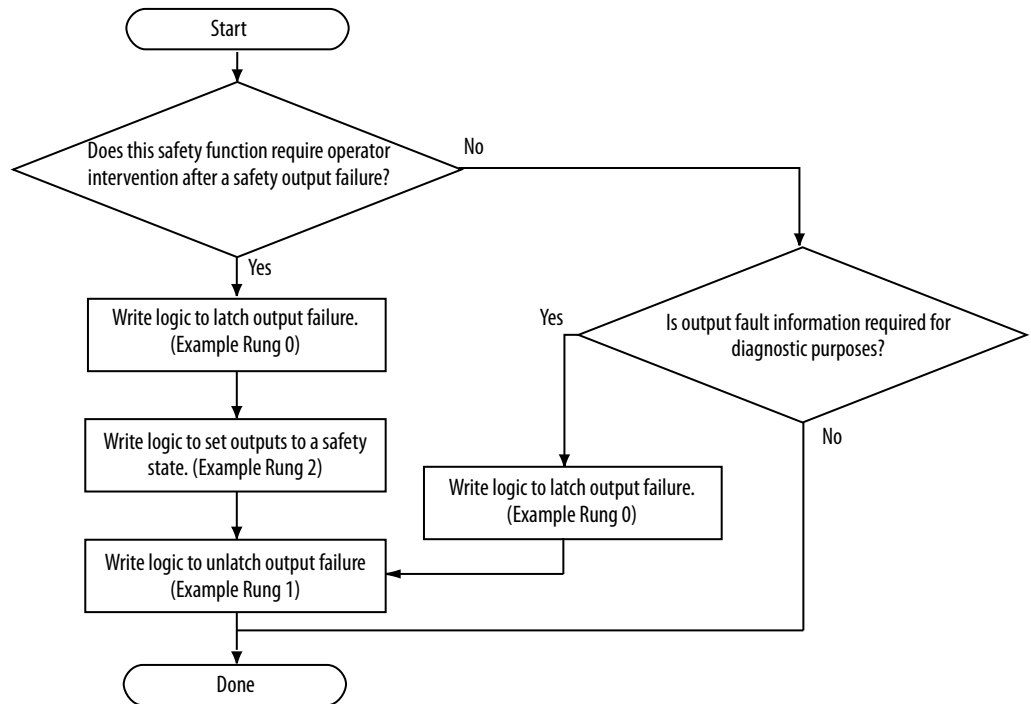 Start
Does this safety function require operator
intervention after a safety output failure?
No
Yes
Write logic to latch output failure.
(Example Rung 0)
Yes
Is output fault information required for
diagnostic purposes?
No
Write logic to set outputs to a safety
state. (Example Rung 2)
Write logic to latch output failure.
(Example Rung 0)
Write logic to unlatch output failure
(Example Rung 1)
Done